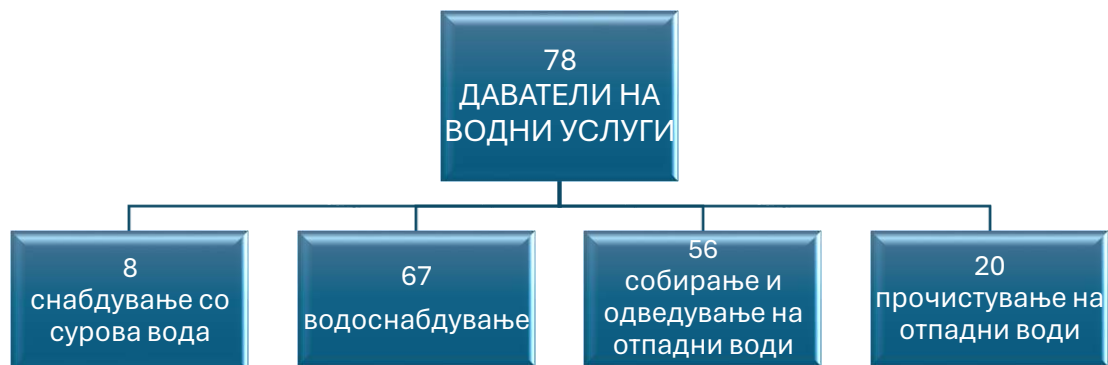 78
ДАВАТЕЛИ НА
ВОДНИ УСЛУГИ
8
снабдување со
сурова вода
67
водоснабдување
56
собирање и
одведување на
отпадни води
20
прочистување на
отпадни води